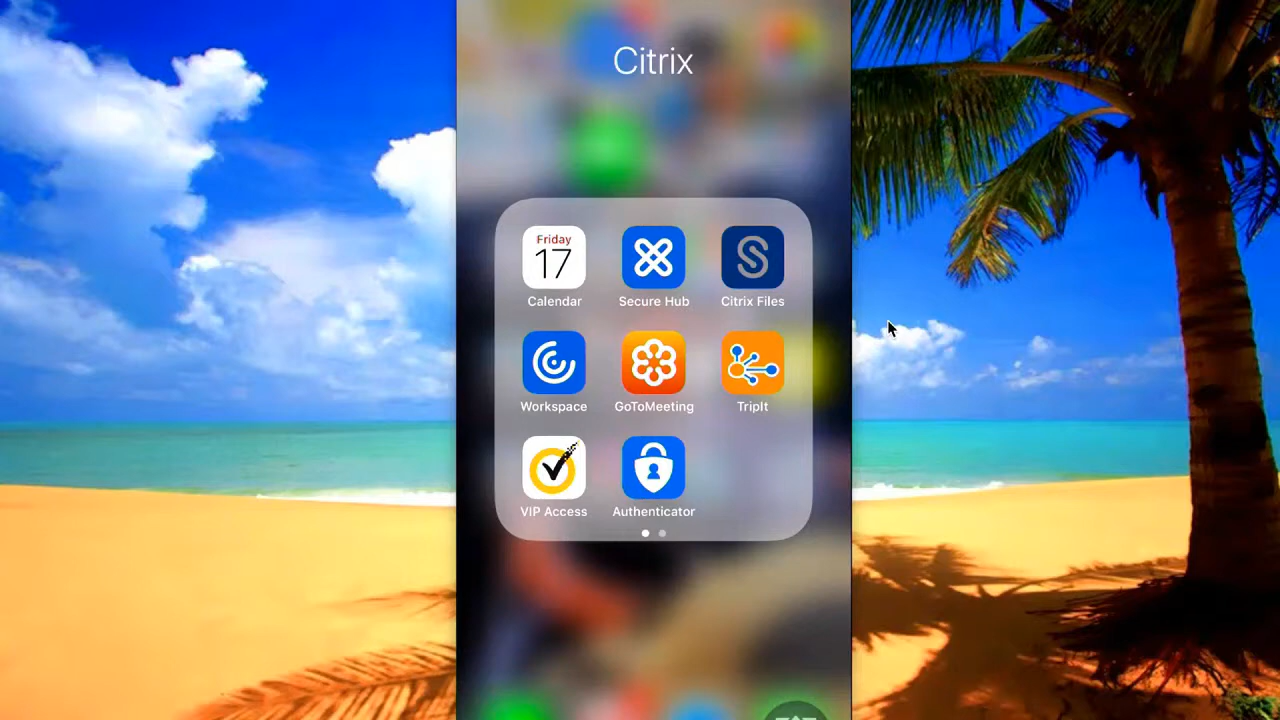 Citrix
Friday
17
Calendar
Secure Hub
Citrix Files
Workspace
GoToMeeting
TripIt
VIP Access
Authenticator